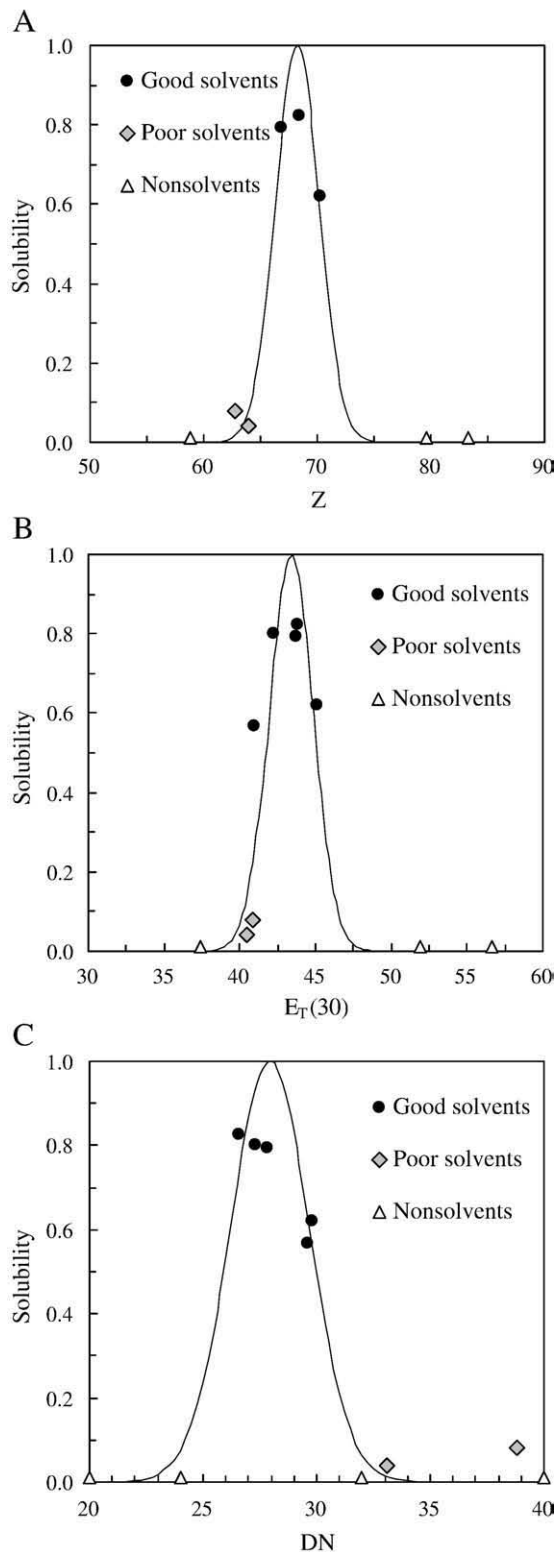 A
1.0
Good solvents
0.8
Poor solvents
Nonsolvents
0.6
Solubility
0.4
0.2
0.0
50 60 70 80 90
Z
B
1.0
Good solvents
0.8
Poor solvents
Nonsolvents
0.6
Solubility
0.4
0.2
0.0
30 35 40 45 50 55 60
E_T(30)
C
1.0
Good solvents
0.8
Poor solvents
Nonsolvents
0.6
Solubility
0.4
0.2
0.0
20 25 30 35 40
DN